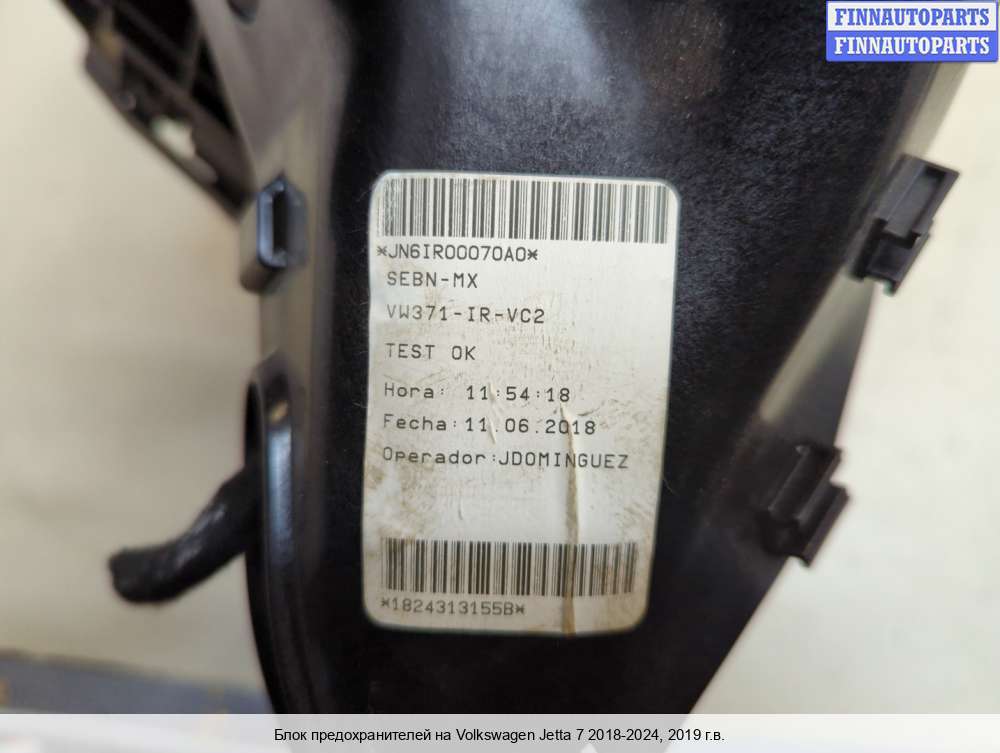 FINNAUTOPARTS
FINNAUTOPARTS
*JN6IR00070A0*
SEBN-MX
VW371-IR-VC2
TEST OK
Hora: 11:54:18
Fecha:11.06.2018
Operador:JDOMINGUEZ
*1824313155B*
Блок предохранителей на Volkswagen Jetta 7 2018-2024, 2019 г.в.